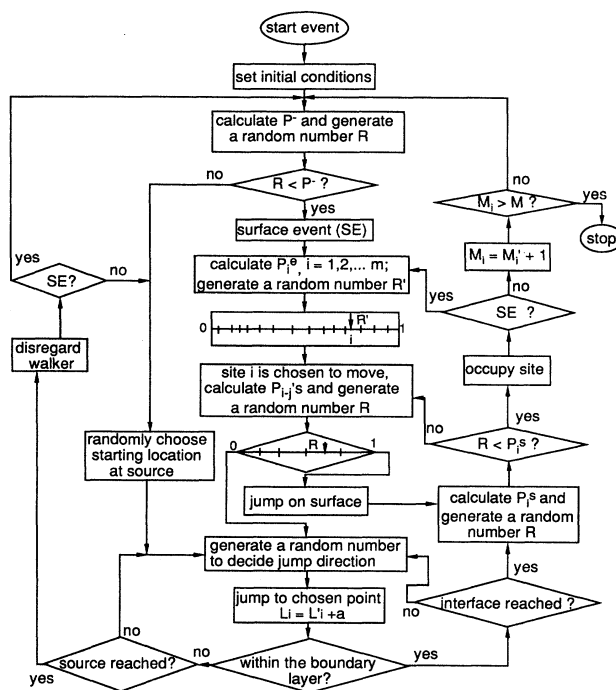 start event
set initial conditions
calculate P⁻ and generate
a random number R
no
R < P⁻ ?
yes
surface event (SE)
calculate Pᵢᵉ, i = 1,2,... m;
generate a random number R'
0
R'
i
1
site i is chosen to move,
calculate Pᵢ₋ⱼ's and generate
a random number R
0
R
1
jump on surface
generate a random number
to decide jump direction
jump to chosen point
Li = L'i +a
within the boundary
layer?
no
yes
source reached?
no
yes
disregard
walker
SE?
yes
no
randomly choose
starting location
at source
interface reached ?
no
yes
calculate Pᵢˢ and
generate a random
number R
R < Pᵢˢ ?
no
yes
occupy site
SE ?
yes
no
Mᵢ = Mᵢ' + 1
Mᵢ > M ?
no
yes
stop